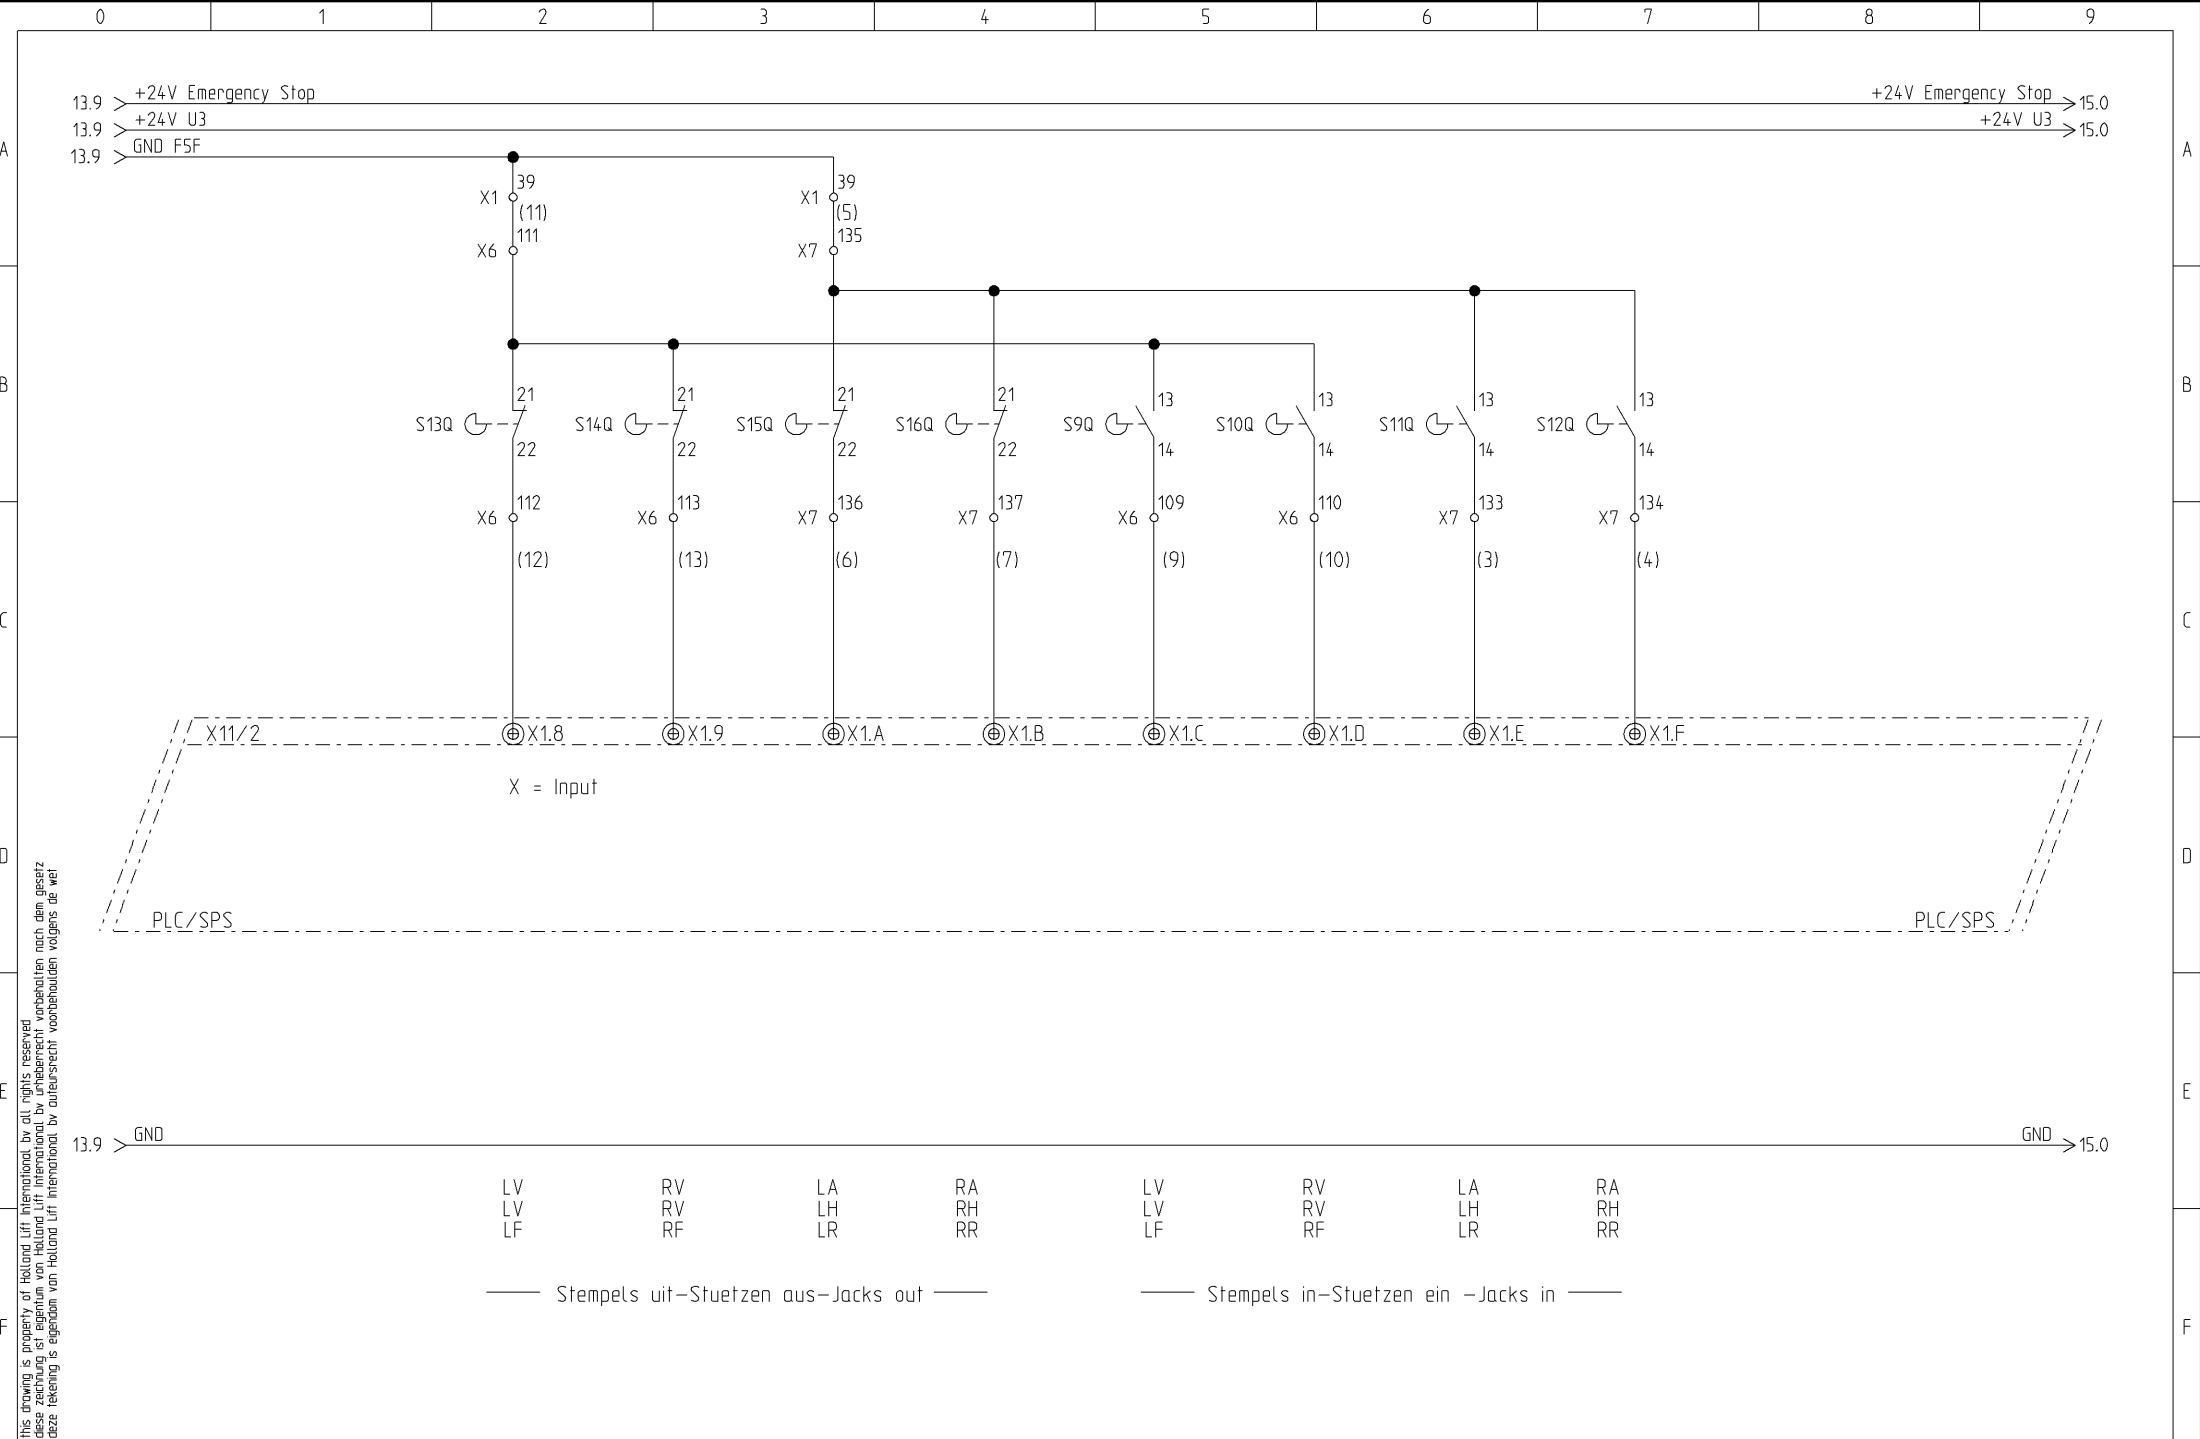 0 1 2 3 4 5 6 7 8 9
+24V Emergency Stop +24V Emergency Stop
13.9 15.0
+24V U3 +24V U3
13.9 15.0
GND F5F
13.9
A A
39 39
X1 X1
(11) (5)
111 135
X6 X7
B B
21 21 21 21 13 13 13 13
S13Q S14Q S15Q S16Q S9Q S10Q S11Q S12Q
22 22 22 22 14 14 14 14
112 113 136 137 109 110 133 134
X6 X6 X7 X7 X6 X6 X7 X7
(12) (13) (6) (7) (9) (10) (3) (4)
C C
X11/2 X1.8 X1.9 X1.A X1.B X1.C X1.D X1.E X1.F
X = Input
D D
PLC/SPS PLC/SPS
E E
GND GND
13.9 15.0
LV RV LA RA LV RV LA RA
LV RV LH RH LV RV LH RH
LF RF LR RR LF RF LR RR
Stempels uit-Stuetzen aus-Jacks out Stempels in-Stuetzen ein -Jacks in
F F
this drawing is property of Holland Lift International bv all rights reserved
diese zeichnung ist eigentum von Holland Lift International bv urheberrecht vorbehalten nach dem gesetz
deze tekening is eigendom van Holland Lift International bv auteursrecht voorbehoulden volgens de wet